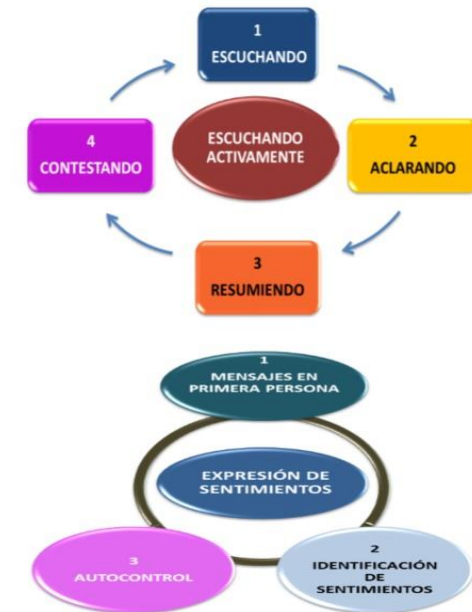 1
ESCUCHANDO
ESCUCHANDO
ACTIVAMENTE
4
CONTESTANDO
2
ACLARANDO
3
RESUMIENDO
1
MENSAJES EN
PRIMERA PERSONA
EXPRESIÓN DE
SENTIMIENTOS
3
AUTOCONTROL
2
IDENTIFICACIÓN
DE
SENTIMIENTOS